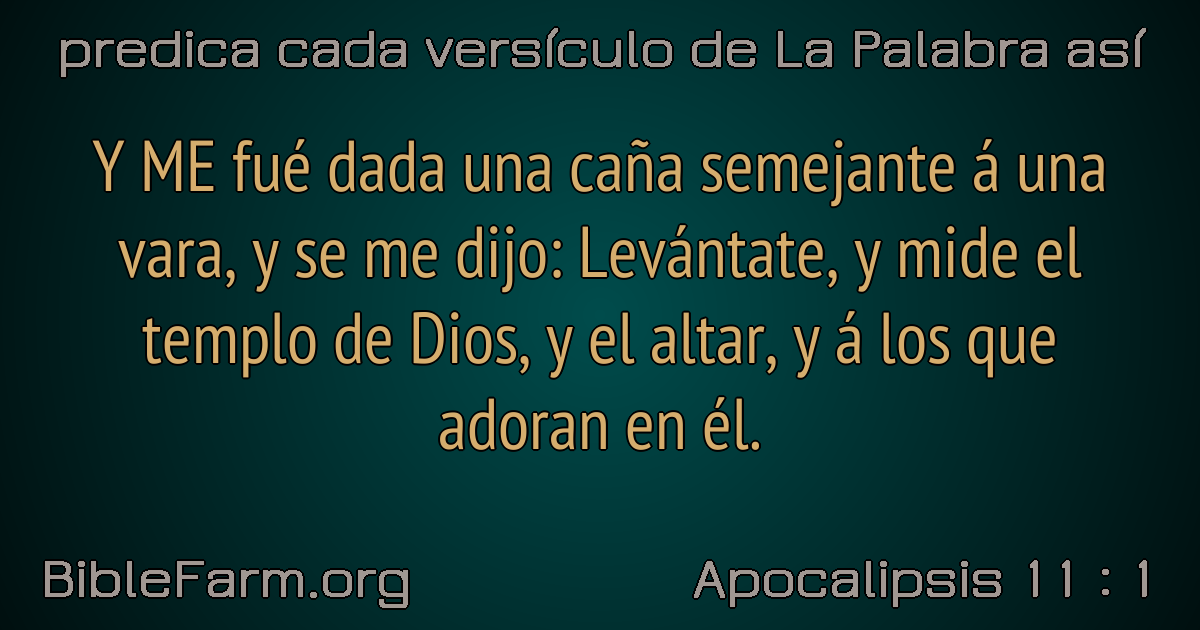 predica cada versículo de La Palabra así
Y ME fué dada una caña semejante á una
vara, y se me dijo: Levántate, y mide el
templo de Dios, y el altar, y á los que
adoran en él.
BibleFarm.org
Apocalipsis 11 : 1